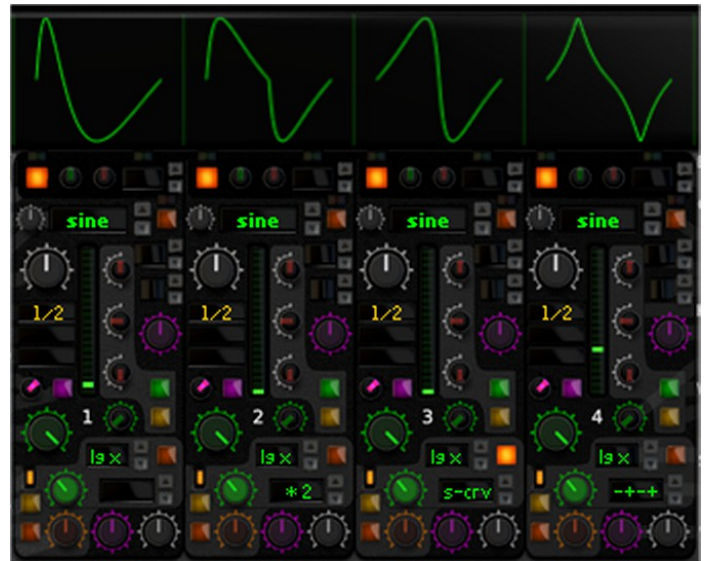 sine sine sine sine
1/2 1/2 1/2 1/2
1 2 3 4
lg x lg x lg x lg x
*2 s-crv -+-+